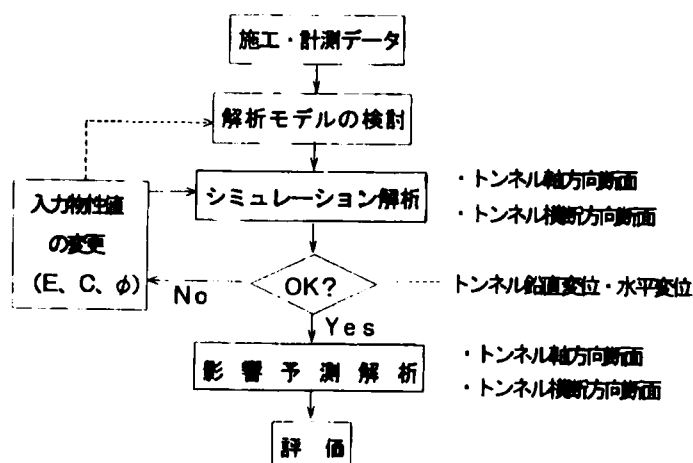 施工・計測データ
解析モデルの検討
シミュレーション解析
・トンネル軸方向断面
・トンネル横断方向断面
入力物性値
の変更
(E、C、φ)
No
OK?
トンネル鉛直変位・水平変位
Yes
影響予測解析
・トンネル軸方向断面
・トンネル横断方向断面
評価